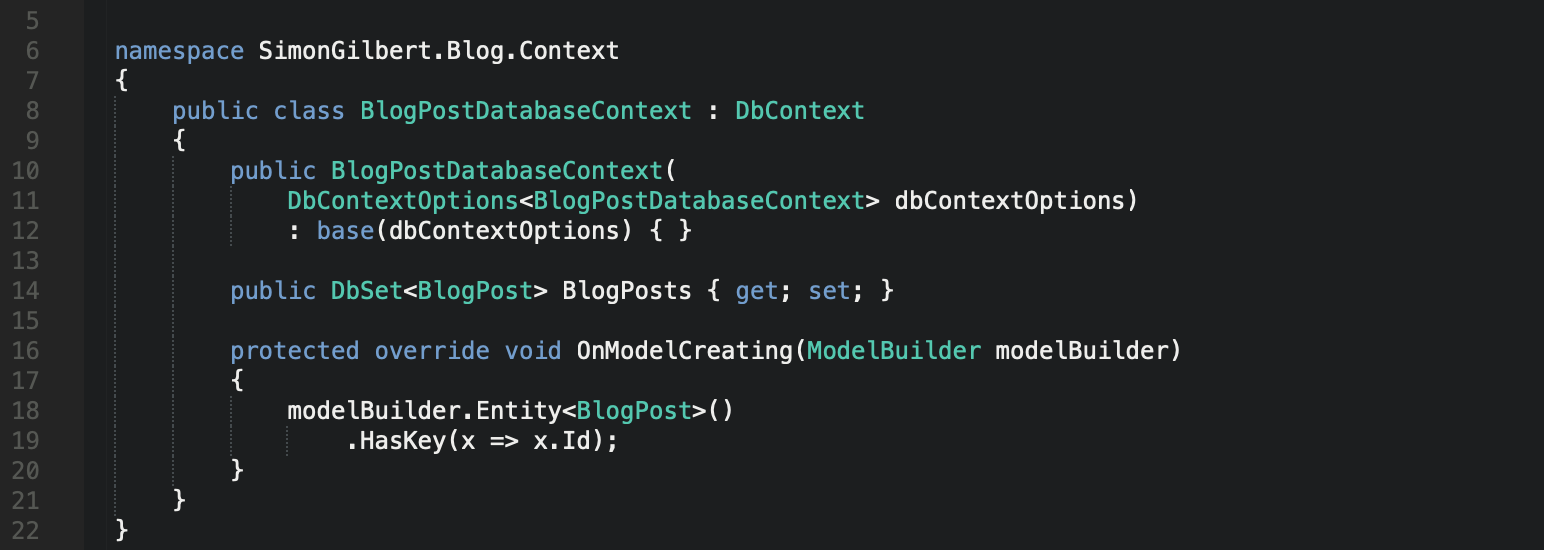 5
6 namespace SimonGilbert.Blog.Context
7 {
8     public class BlogPostDatabaseContext : DbContext
9     {
10         public BlogPostDatabaseContext(
11             DbContextOptions<BlogPostDatabaseContext> dbContextOptions)
12             : base(dbContextOptions) { }
13
14         public DbSet<BlogPost> BlogPosts { get; set; }
15
16         protected override void OnModelCreating(ModelBuilder modelBuilder)
17         {
18             modelBuilder.Entity<BlogPost>()
19                 .HasKey(x => x.Id);
20         }
21     }
22 }